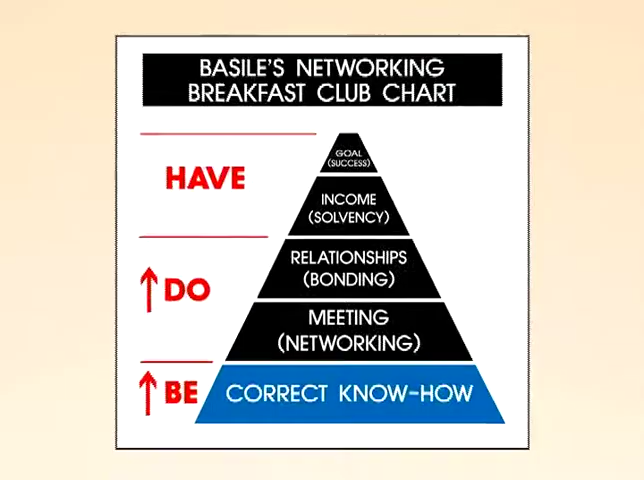 BASILE'S NETWORKING
BREAKFAST CLUB CHART
GOAL
(SUCCESS)
HAVE
INCOME
(SOLVENCY)
RELATIONSHIPS
(BONDING)
DO
MEETING
(NETWORKING)
BE
CORRECT KNOW-HOW